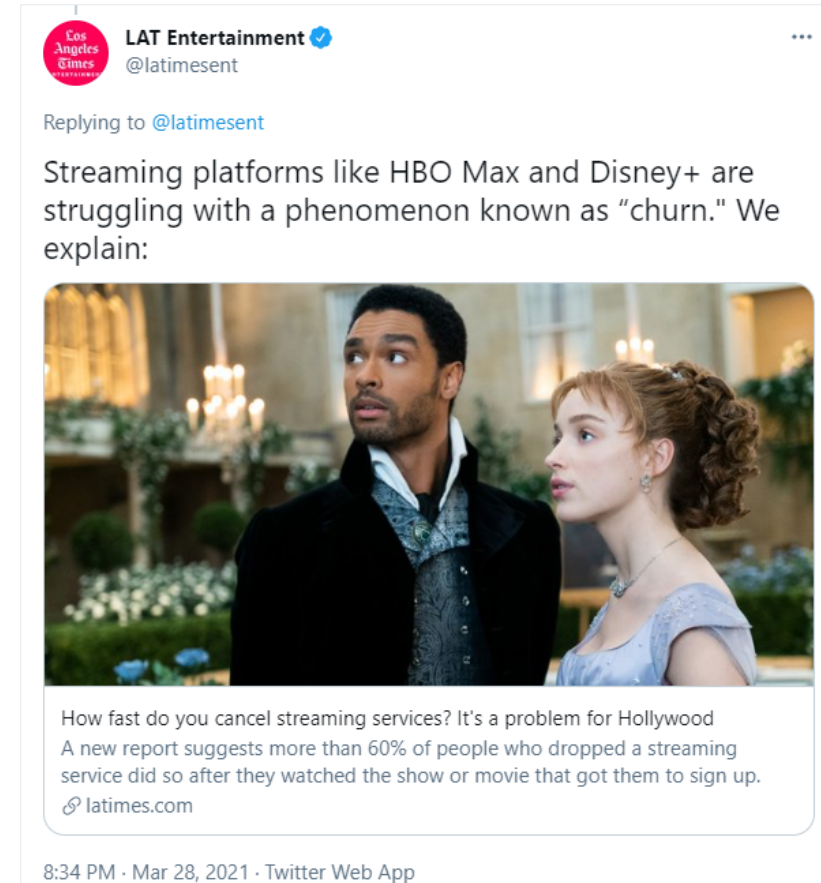 Los
Angeles
Times
ENTERTAINMENT
LAT Entertainment
@latimesent
Replying to @latimesent
Streaming platforms like HBO Max and Disney+ are
struggling with a phenomenon known as “churn." We
explain:
How fast do you cancel streaming services? It's a problem for Hollywood
A new report suggests more than 60% of people who dropped a streaming
service did so after they watched the show or movie that got them to sign up.
latimes.com
8:34 PM · Mar 28, 2021 · Twitter Web App